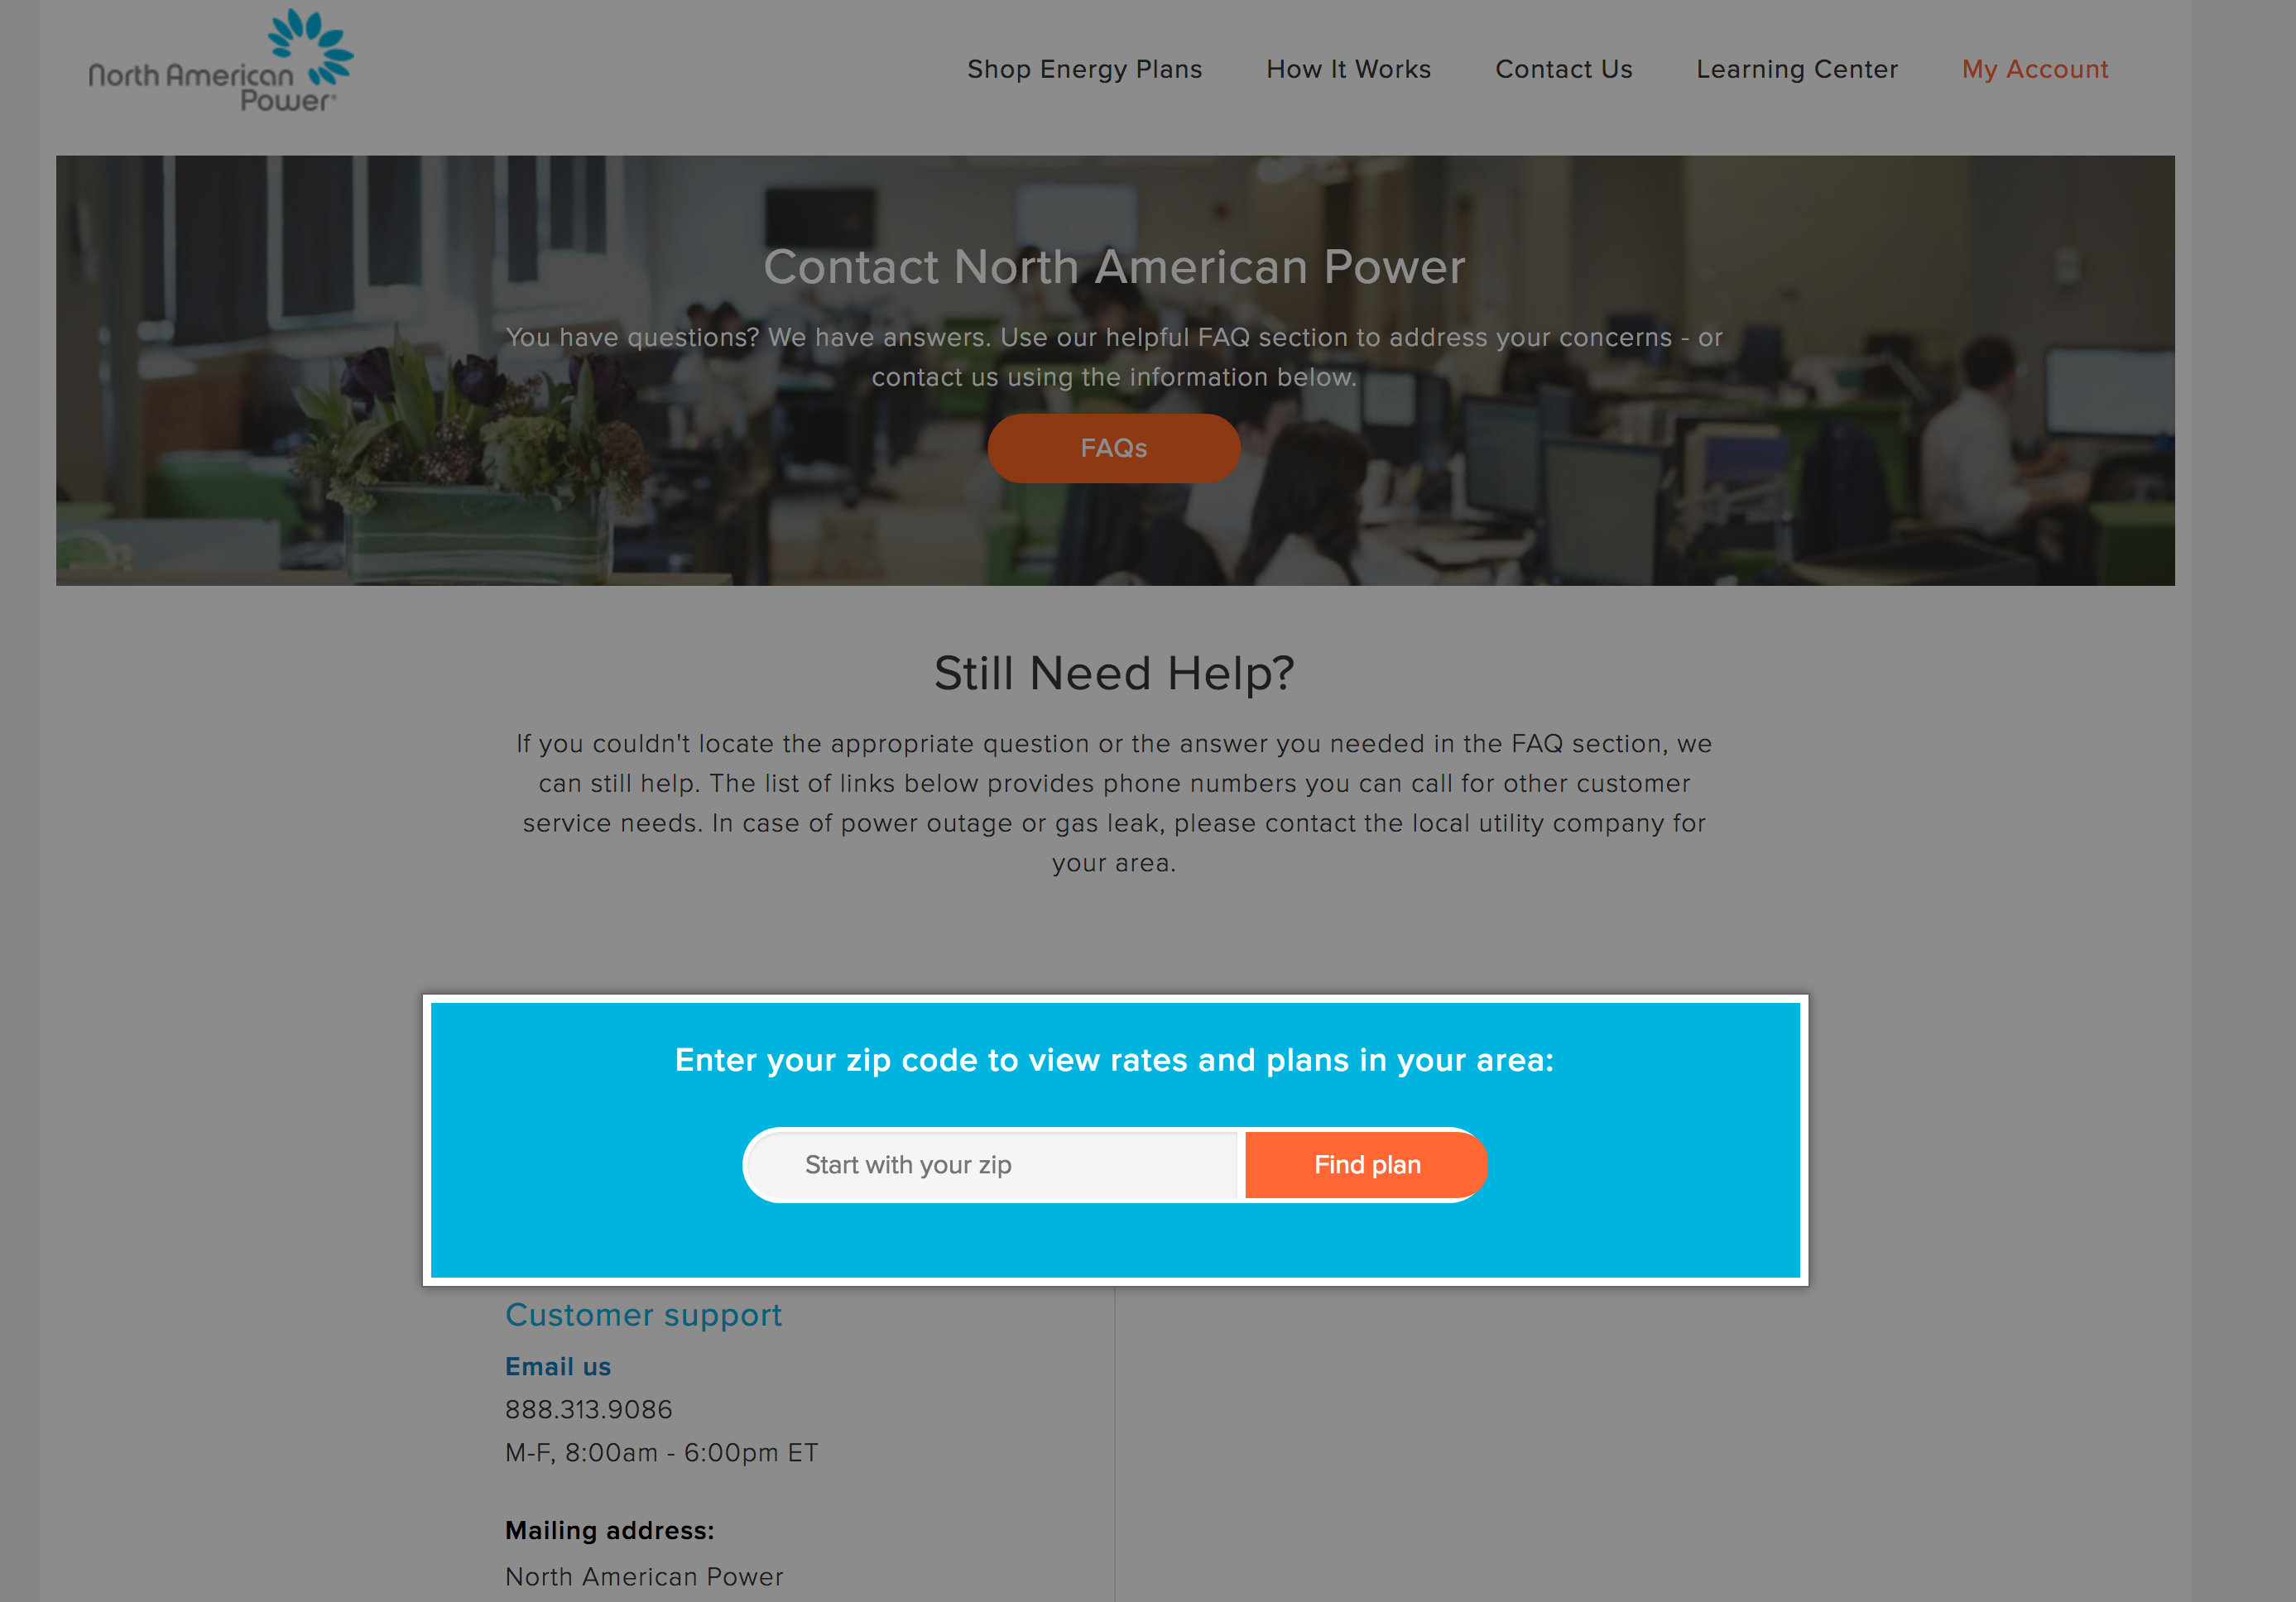 North American
Power
Shop Energy Plans
How It Works
Contact Us
Learning Center
My Account
Contact North American Power
You have questions? We have answers. Use our helpful FAQ section to address your concerns - or
contact us using the information below.
FAQs
Still Need Help?
If you couldn't locate the appropriate question or the answer you needed in the FAQ section, we
can still help. The list of links below provides phone numbers you can call for other customer
service needs. In case of power outage or gas leak, please contact the local utility company for
your area.
Enter your zip code to view rates and plans in your area:
Start with your zip
Find plan
Customer support
Email us
888.313.9086
M-F, 8:00am - 6:00pm ET
Mailing address:
North American Power